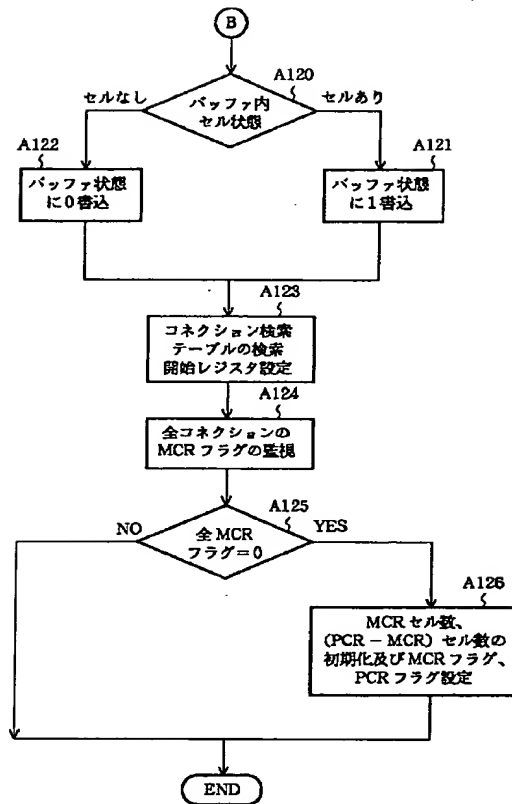 B
A120
セルなし
セルあり
バッファ内
セル状態
A122
A121
バッファ状態
に0書込
バッファ状態
に1書込
A123
コネクション検索
テーブルの検索
開始レジスタ設定
A124
全コネクションの
MCRフラグの監視
A125
NO
YES
全MCR
フラグ=0
A126
MCRセル数、
(PCR-MCR)セル数の
初期化及びMCRフラグ、
PCRフラグ設定
END